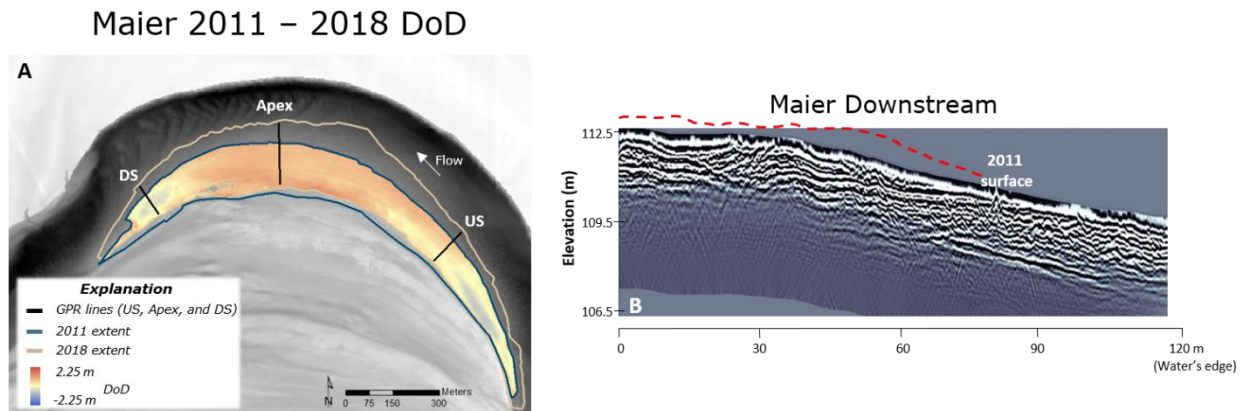 Maier 2011 – 2018 DoD
A
Apex
Flow
DS
US
Explanation
GPR lines (US, Apex, and DS)
2011 extent
2018 extent
2.25 m
DoD
-2.25 m
N
Meters
0 75 150 300
Maier Downstream
112.5
109.5
106.5
Elevation (m)
2011
surface
B
0 30 60 90 120 m
(Water's edge)